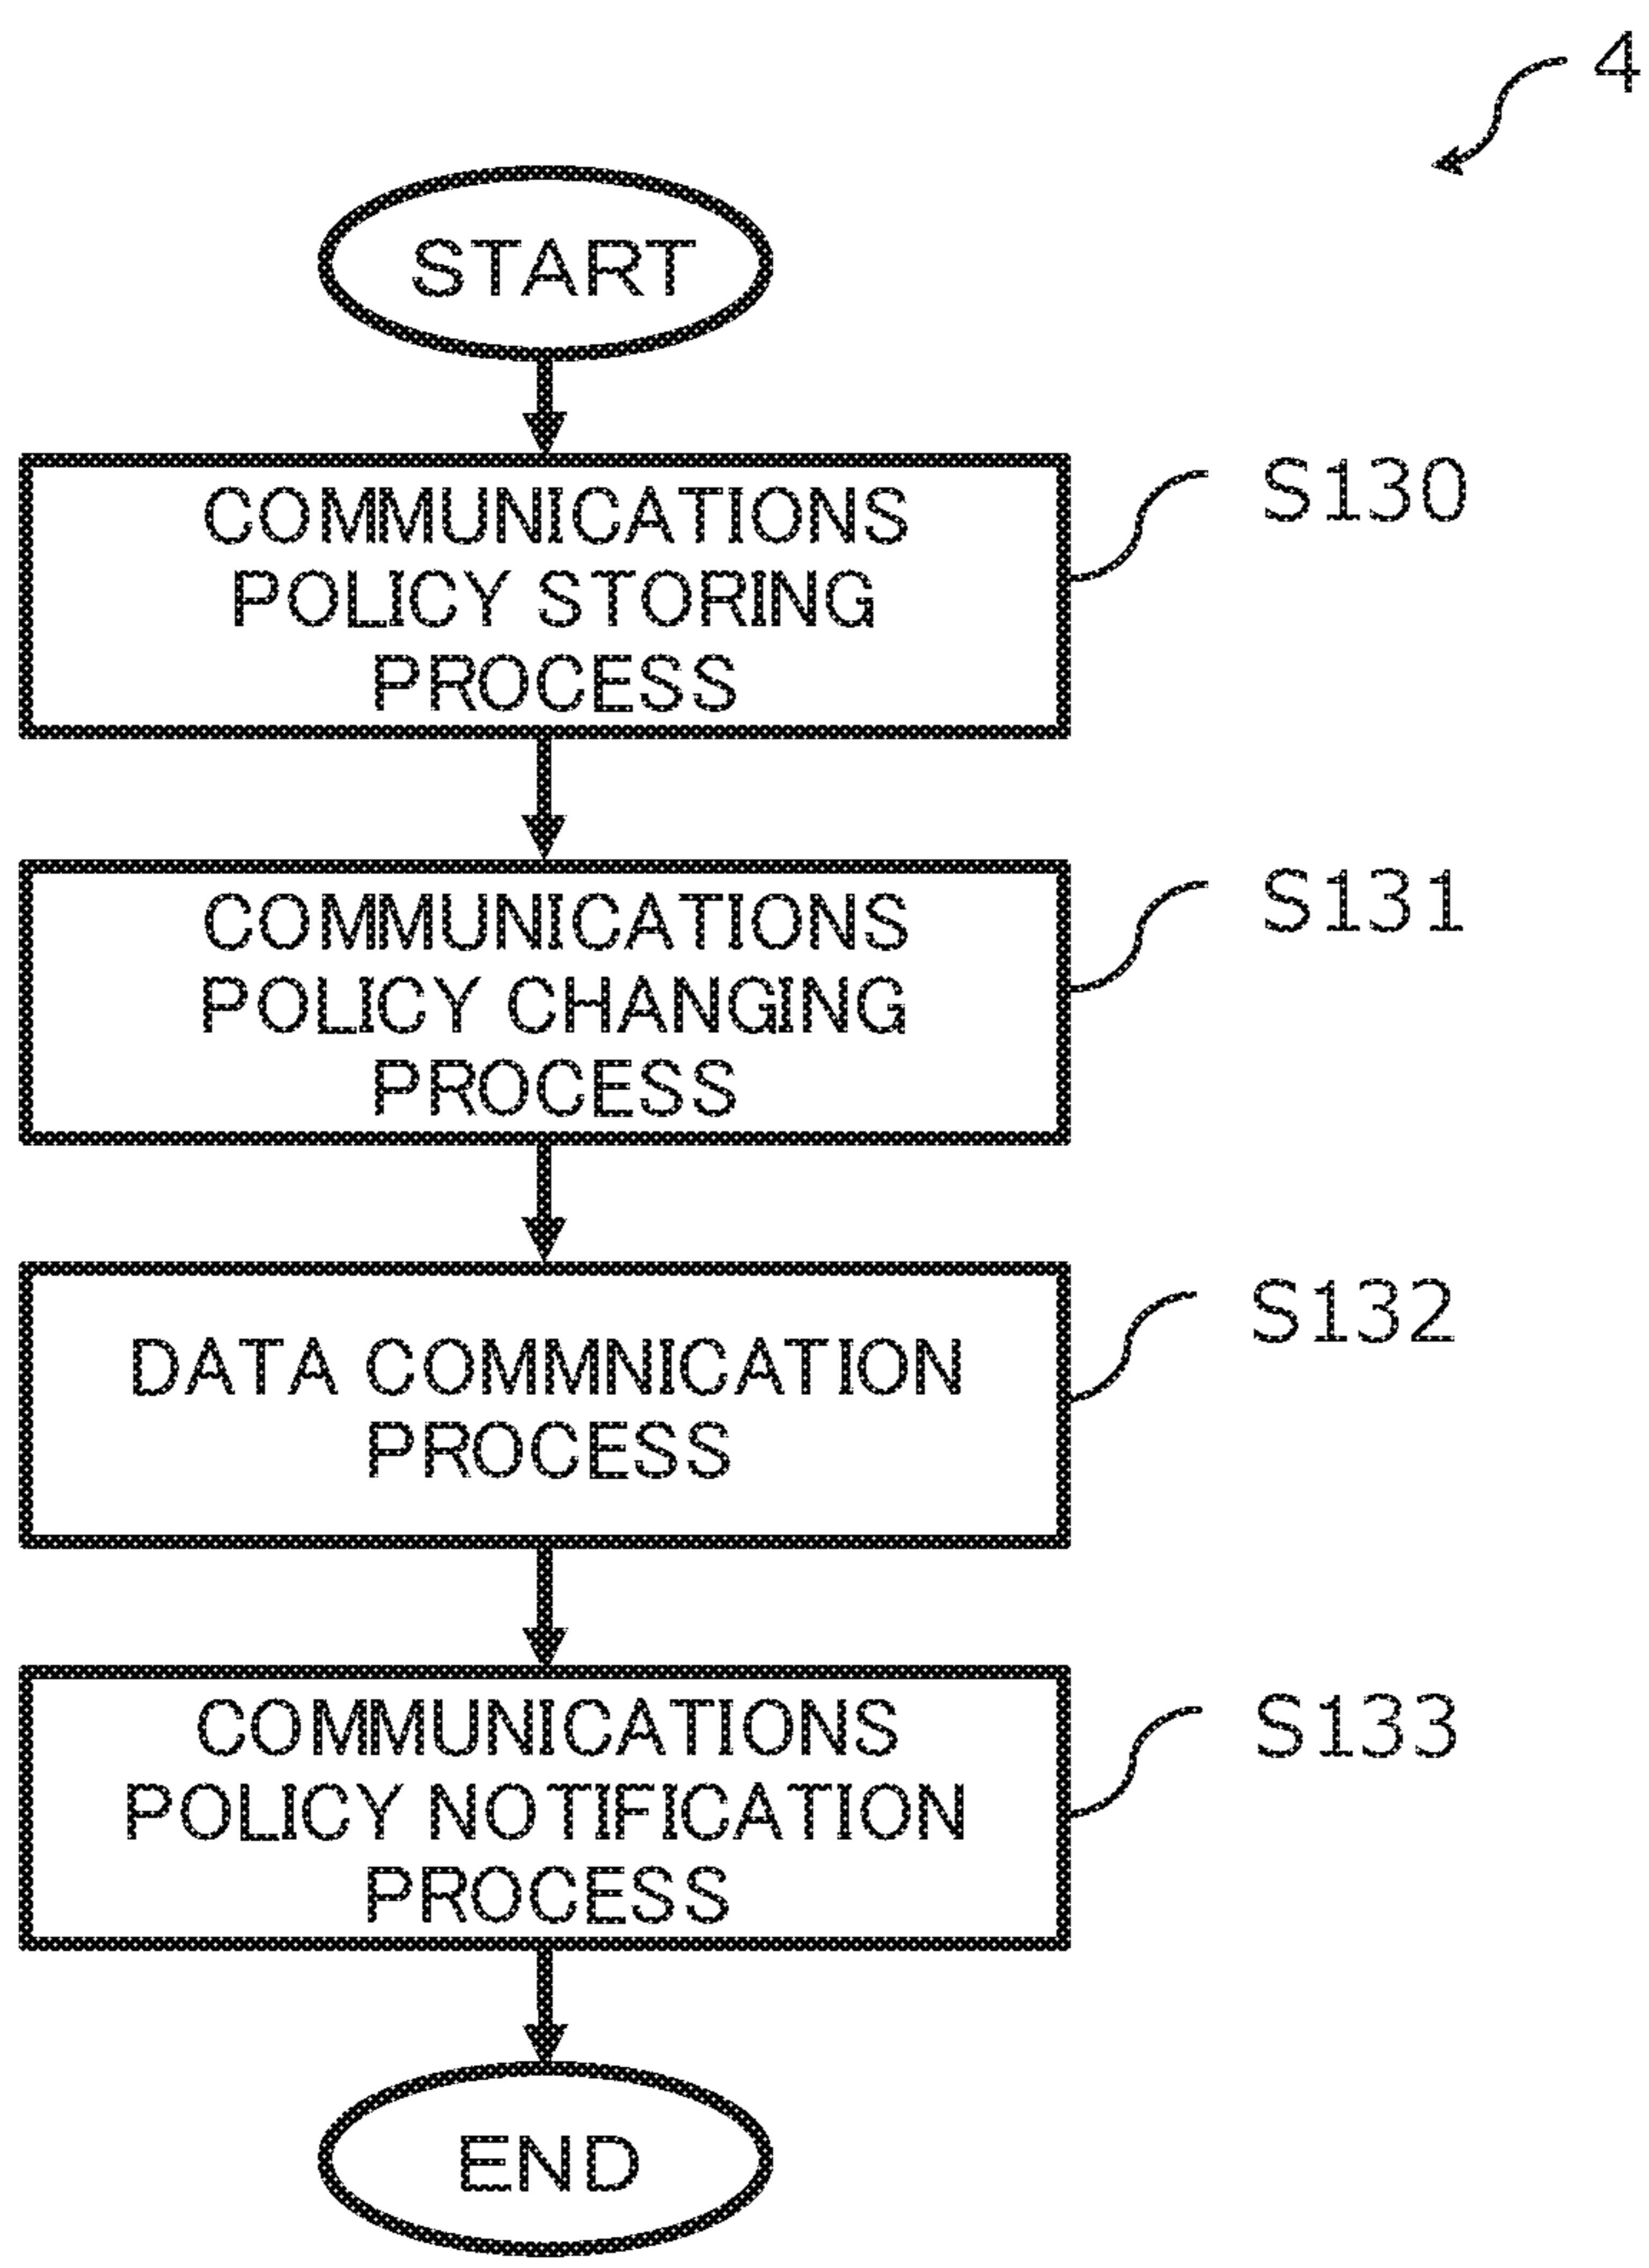 4
START
COMMUNICATIONS
POLICY STORING
PROCESS
S130
COMMUNICATIONS
POLICY CHANGING
PROCESS
S131
DATA COMMNICATION
PROCESS
S132
COMMUNICATIONS
POLICY NOTIFICATION
PROCESS
S133
END